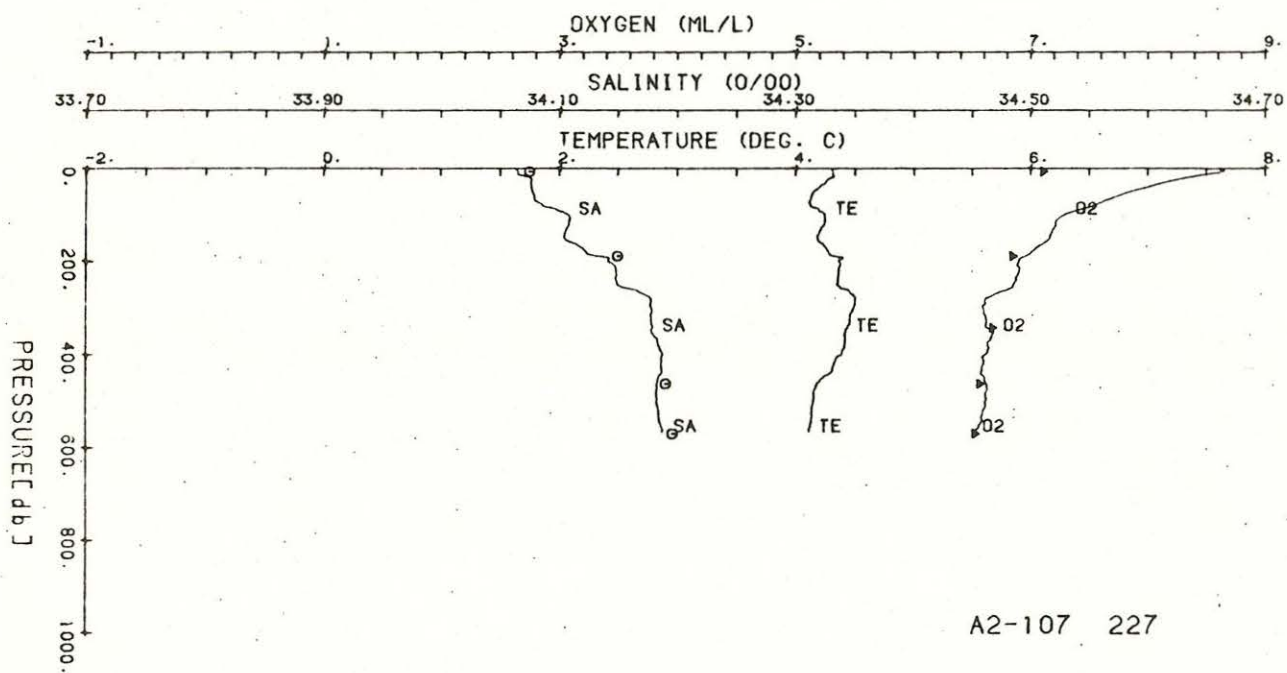 OXYGEN (ML/L)
-1. 1. 3. 5. 7. 9.
SALINITY (O/OO)
33.70 33.90 34.10 34.30 34.50 34.70
TEMPERATURE (DEG. C)
-2. 0. 2. 4. 6. 8.
0.
SA TE O2
200.
SA TE O2
400.
SA TE O2
600.
800.
1000.
PRESSURE[db]
A2-107 227